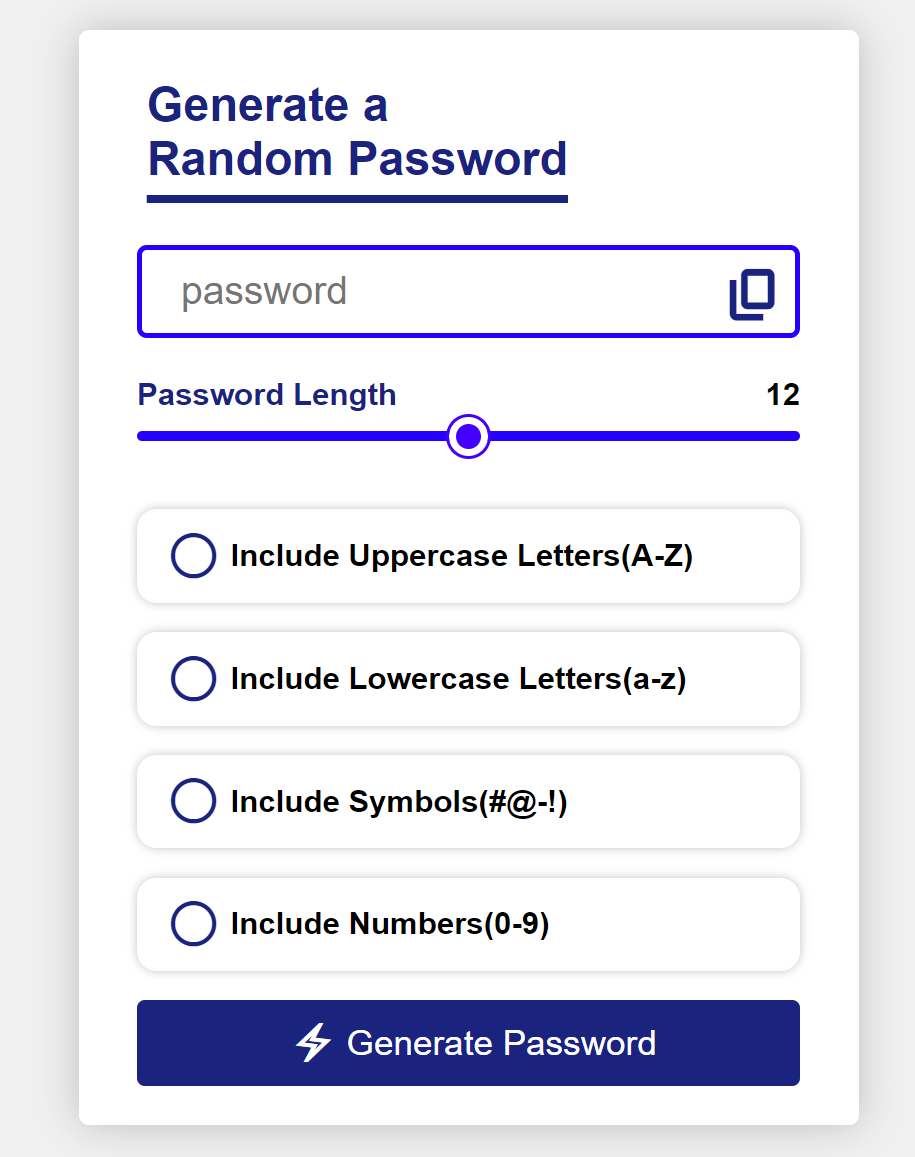 Generate a
Random Password
password
Password Length 12
Include Uppercase Letters(A-Z)
Include Lowercase Letters(a-z)
Include Symbols(#@-!)
Include Numbers(0-9)
Generate Password